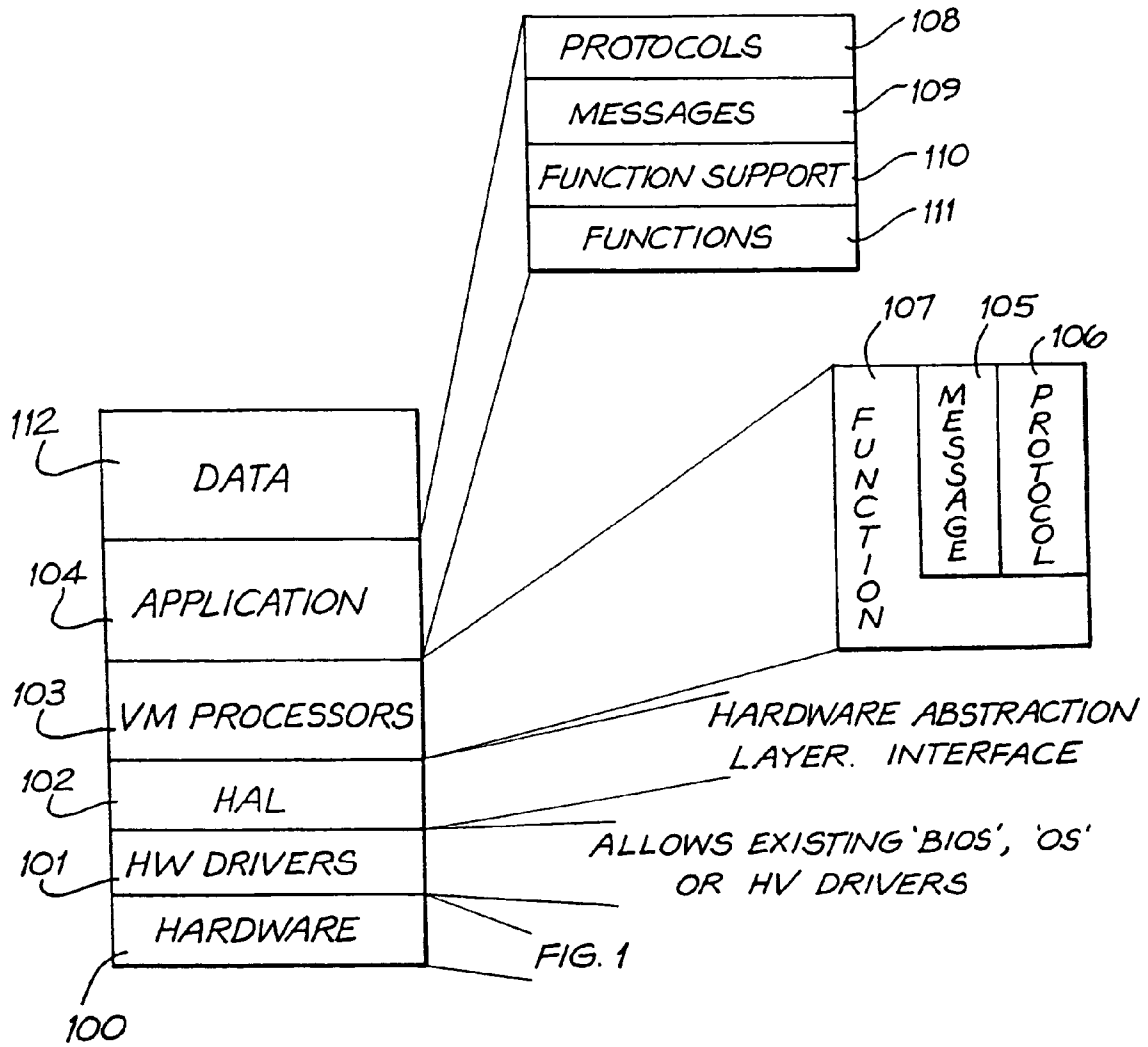 PROTOCOLS
108
MESSAGES
109
FUNCTION SUPPORT
110
FUNCTIONS
111
107
105
106
FUNCTION
MESSAGE
PROTOCOL
112
DATA
104
APPLICATION
103
VM PROCESSORS
HARDWARE ABSTRACTION
LAYER. INTERFACE
102
HAL
ALLOWS EXISTING 'BIOS', 'OS'
OR HV DRIVERS
101
HW DRIVERS
HARDWARE
FIG. 1
100